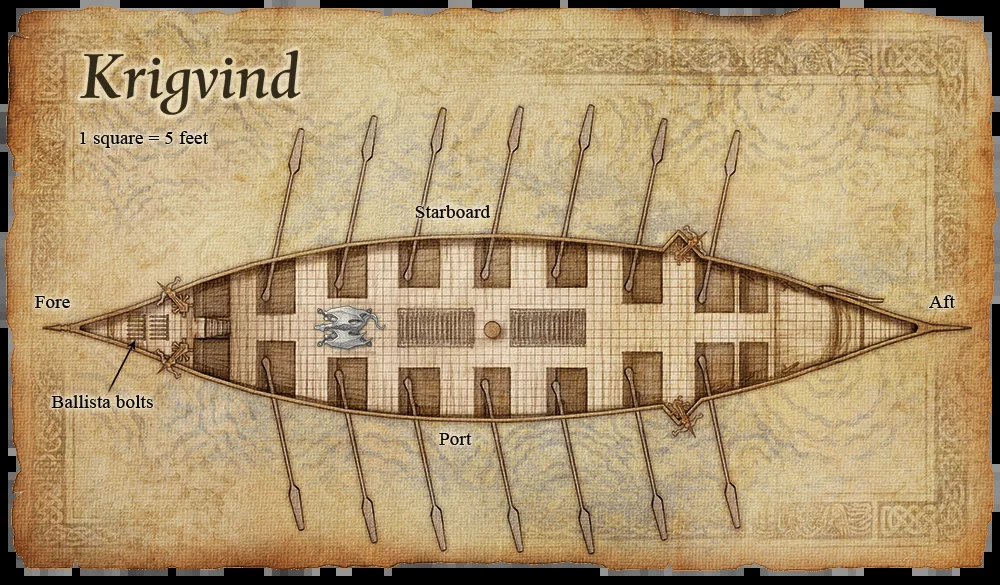 Krigvind
1 square = 5 feet
Starboard
Fore
Aft
Ballista bolts
Port